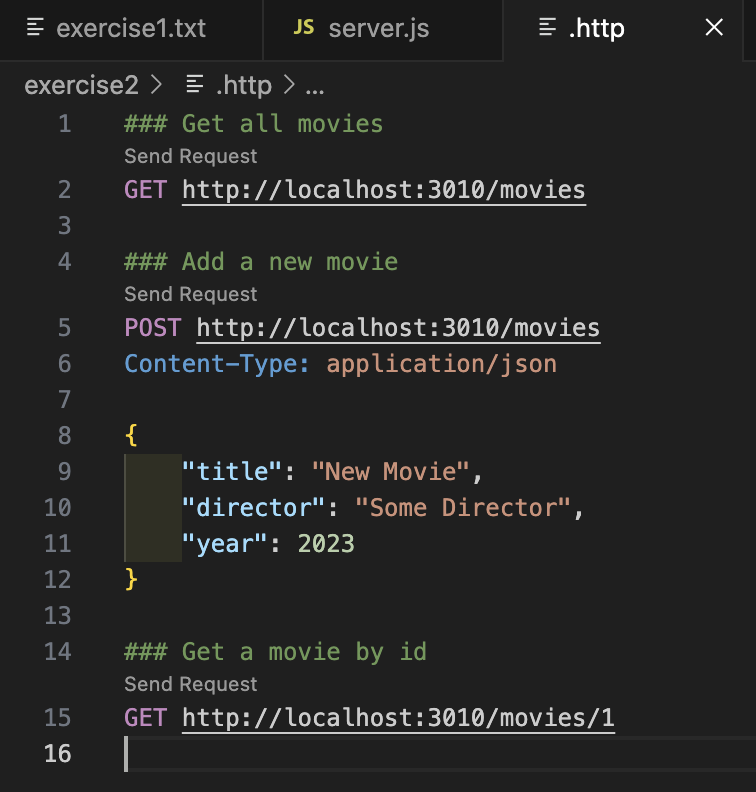 exercise1.txt JS server.js .http
exercise2 > .http > ...
1 ### Get all movies
Send Request
2 GET http://localhost:3010/movies
3
4 ### Add a new movie
Send Request
5 POST http://localhost:3010/movies
6 Content-Type: application/json
7
8 {
9 "title": "New Movie",
10 "director": "Some Director",
11 "year": 2023
12 }
13
14 ### Get a movie by id
Send Request
15 GET http://localhost:3010/movies/1
16